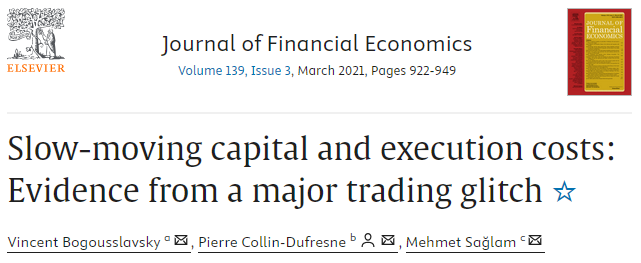 Journal of Financial Economics
Volume 139, Issue 3, March 2021, Pages 922-949
ELSEVIER
JOURNAL OF
Financial
ECONOMICS
Slow-moving capital and execution costs:
Evidence from a major trading glitch
Vincent Bogousslavsky a, Pierre Collin-Dufresne b, Mehmet Sağlam c